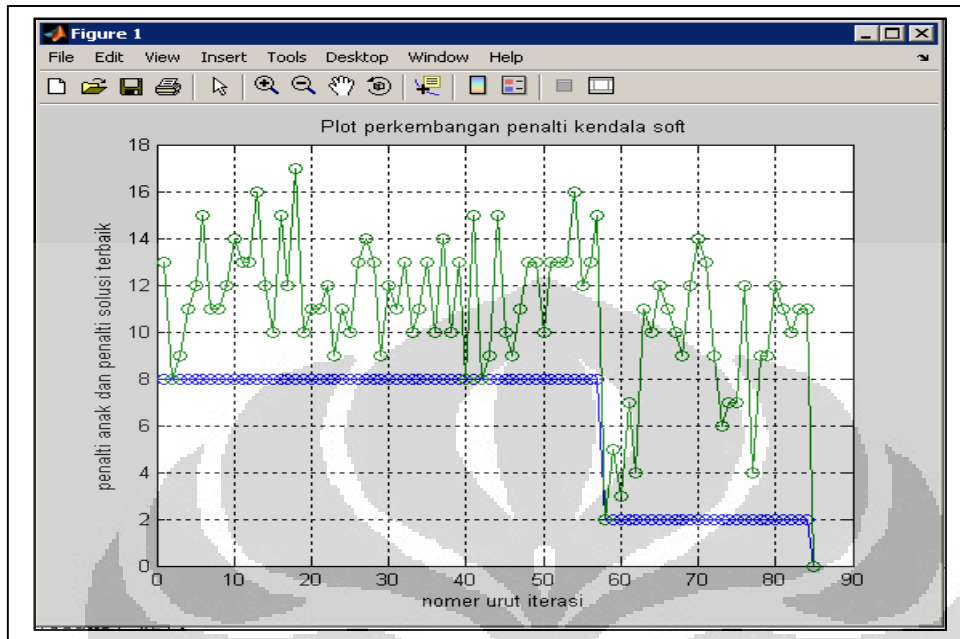 Figure 1
File Edit View Insert Tools Desktop Window Help
Plot perkembangan penalti kendala soft
penalti anak dan penalti solusi terbaik
18
16
14
12
10
8
6
4
2
0
0 10 20 30 40 50 60 70 80 90
nomer urut iterasi